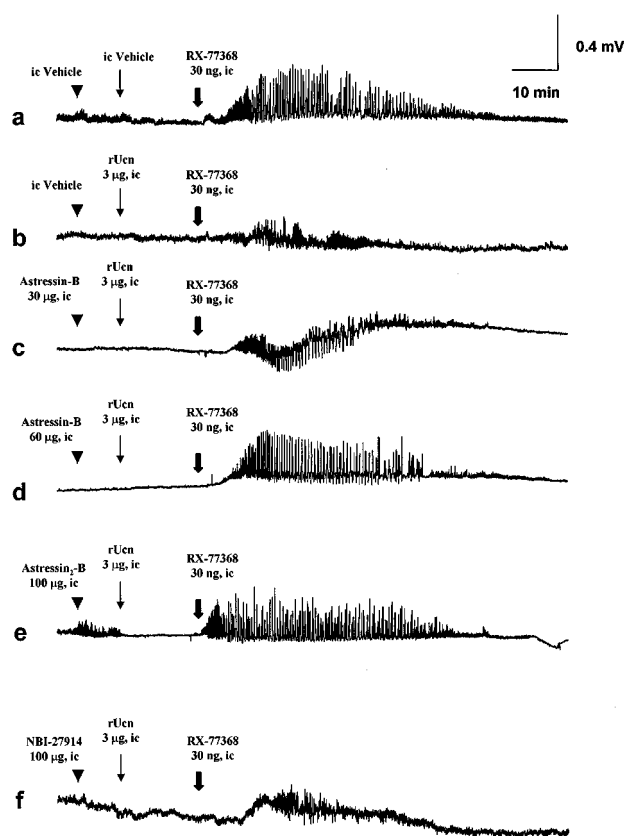 ic Vehicle
ic Vehicle
RX-77368
30 ng, ic
0.4 mV
10 min
a
ic Vehicle
rUcn
3 µg, ic
RX-77368
30 ng, ic
b
Astressin-B
30 µg, ic
rUcn
3 µg, ic
RX-77368
30 ng, ic
c
Astressin-B
60 µg, ic
rUcn
3 µg, ic
RX-77368
30 ng, ic
d
Astressin₂-B
100 µg, ic
rUcn
3 µg, ic
RX-77368
30 ng, ic
e
NBI-27914
100 µg, ic
rUcn
3 µg, ic
RX-77368
30 ng, ic
f